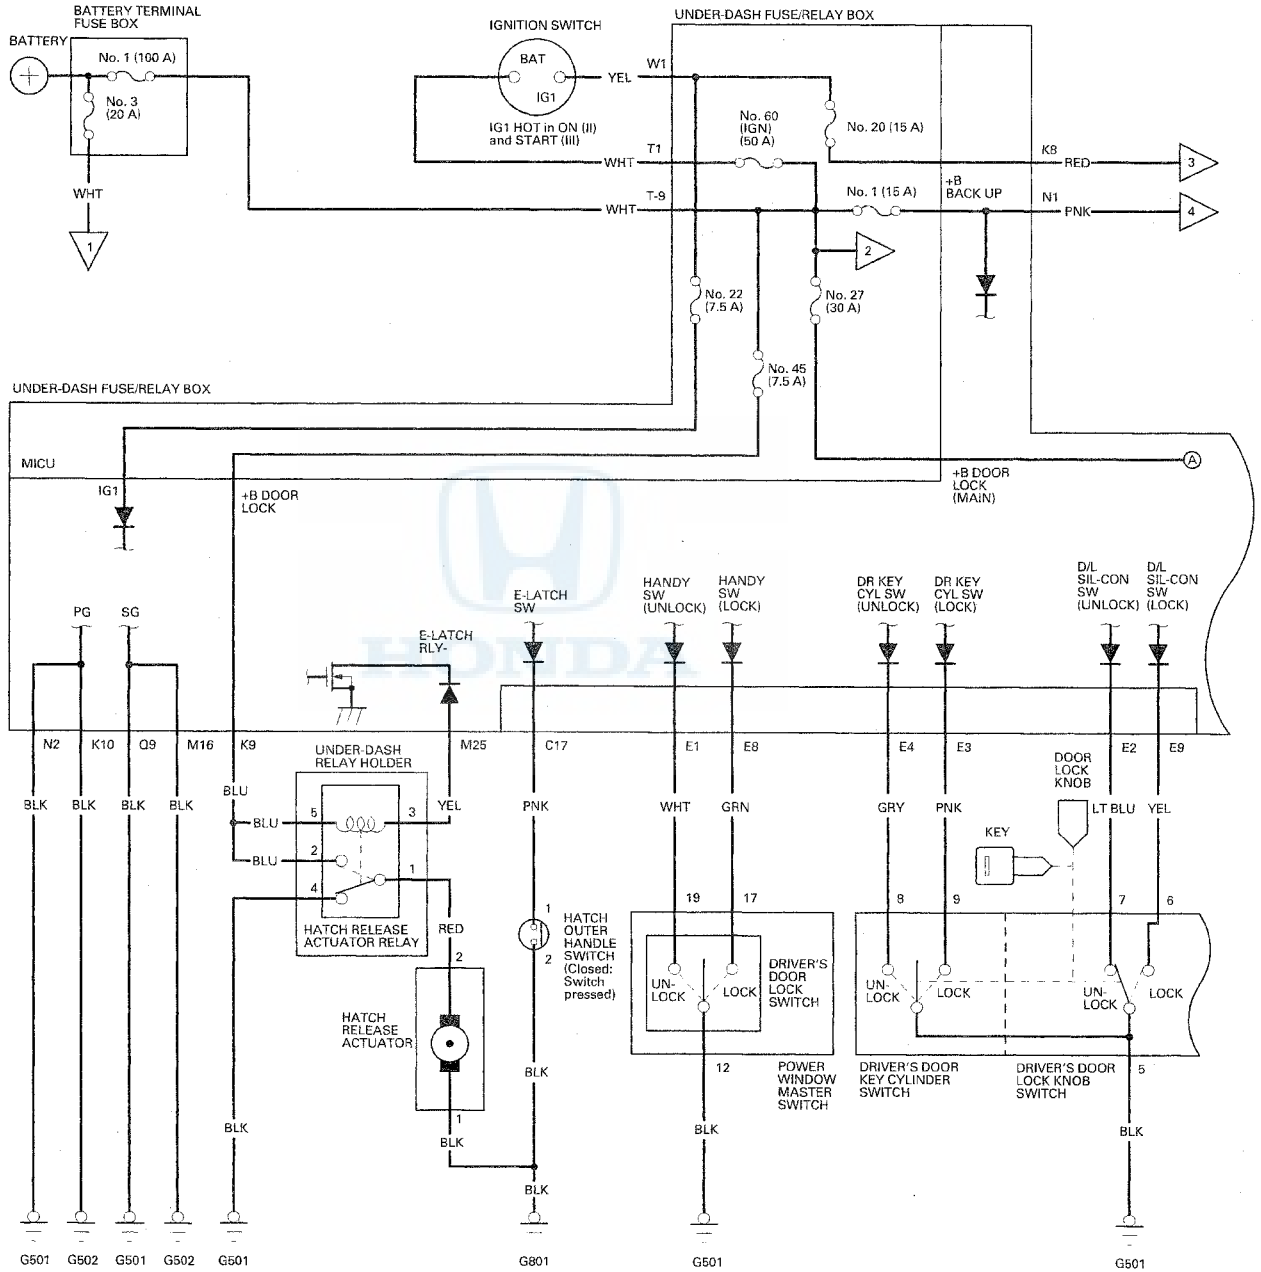 BATTERY TERMINAL
FUSE BOX
BATTERY
No. 1 (100 A)
No. 3
(20 A)
WHT
1
IGNITION SWITCH
BAT
IG1
YEL
IG1 HOT in ON (II)
and START (III)
WHT
WHT
UNDER-DASH FUSE/RELAY BOX
W1
T1
T-9
No. 60
(IGN)
(50 A)
No. 20 (15 A)
No. 1 (15 A)
+B
BACK UP
K8
RED
3
N1
PNK
4
2
No. 22
(7.5 A)
No. 27
(30 A)
No. 45
(7.5 A)
UNDER-DASH FUSE/RELAY BOX
MICU
IG1
+B DOOR
LOCK
+B DOOR
LOCK
(MAIN)
A
HONDA
PG
SG
E-LATCH
RLY-
E-LATCH
SW
HANDY
SW
(UNLOCK)
HANDY
SW
(LOCK)
DR KEY
CYL SW
(UNLOCK)
DR KEY
CYL SW
(LOCK)
D/L
SIL-CON
SW
(UNLOCK)
D/L
SIL-CON
SW
(LOCK)
N2
K10
Q9
M16
K9
M25
C17
E1
E8
E4
E3
E2
E9
UNDER-DASH
RELAY HOLDER
BLK
BLK
BLK
BLK
BLU
YEL
PNK
WHT
GRN
GRY
PNK
LT BLU
YEL
DOOR
LOCK
KNOB
KEY
BLU
5
3
BLU
2
1
4
HATCH RELEASE
ACTUATOR RELAY
RED
2
HATCH
RELEASE
ACTUATOR
1
BLK
1
2
HATCH
OUTER
HANDLE
SWITCH
(Closed:
Switch
pressed)
BLK
BLK
BLK
19
17
UN-
LOCK
LOCK
DRIVER'S
DOOR
LOCK
SWITCH
12
POWER
WINDOW
MASTER
SWITCH
BLK
8
9
7
6
UN-
LOCK
LOCK
UN-
LOCK
LOCK
DRIVER'S DOOR
KEY CYLINDER
SWITCH
DRIVER'S DOOR
LOCK KNOB
SWITCH
5
BLK
G501
G502
G501
G502
G501
G801
G501
G501